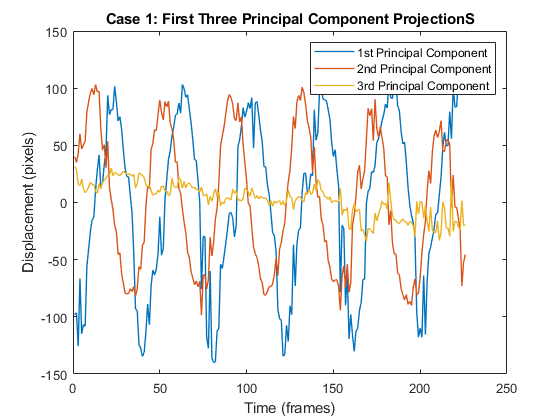 Case 1: First Three Principal Component ProjectionS
1st Principal Component
2nd Principal Component
3rd Principal Component
Displacement (pixels)
150
100
50
0
-50
-100
-150
0 50 100 150 200 250
Time (frames)